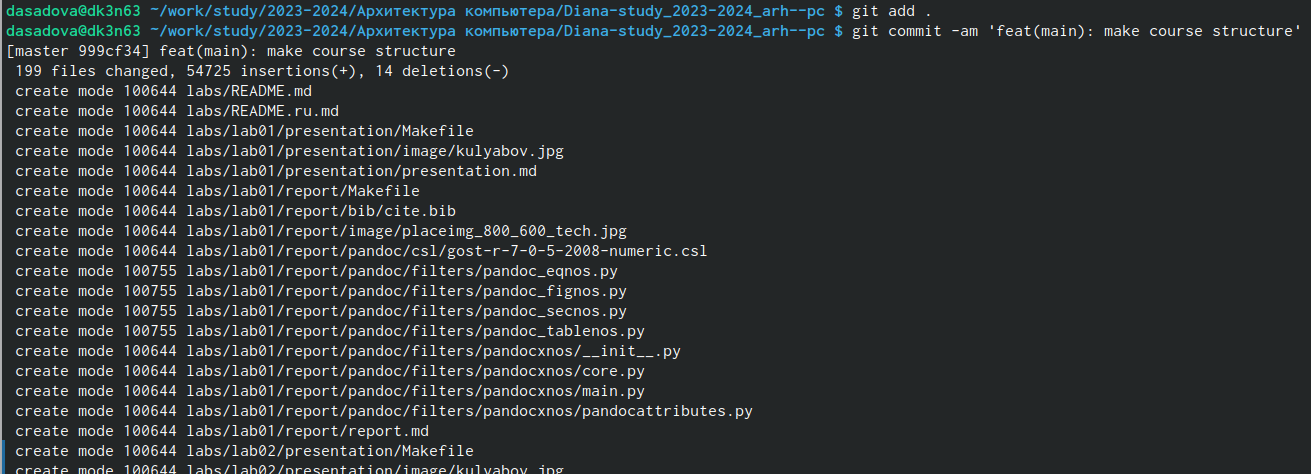 dasadova@dk3n63 ~/work/study/2023-2024/Архитектура компьютера/Diana-study_2023-2024_arh--pc $ git add .
dasadova@dk3n63 ~/work/study/2023-2024/Архитектура компьютера/Diana-study_2023-2024_arh--pc $ git commit -am 'feat(main): make course structure'
[master 999cf34] feat(main): make course structure
 199 files changed, 54725 insertions(+), 14 deletions(-)
 create mode 100644 labs/README.md
 create mode 100644 labs/README.ru.md
 create mode 100644 labs/lab01/presentation/Makefile
 create mode 100644 labs/lab01/presentation/image/kulyabov.jpg
 create mode 100644 labs/lab01/presentation/presentation.md
 create mode 100644 labs/lab01/report/Makefile
 create mode 100644 labs/lab01/report/bib/cite.bib
 create mode 100644 labs/lab01/report/image/placeimg_800_600_tech.jpg
 create mode 100644 labs/lab01/report/pandoc/csl/gost-r-7-0-5-2008-numeric.csl
 create mode 100755 labs/lab01/report/pandoc/filters/pandoc_eqnos.py
 create mode 100755 labs/lab01/report/pandoc/filters/pandoc_fignos.py
 create mode 100755 labs/lab01/report/pandoc/filters/pandoc_secnos.py
 create mode 100755 labs/lab01/report/pandoc/filters/pandoc_tablenos.py
 create mode 100644 labs/lab01/report/pandoc/filters/pandocxnos/__init__.py
 create mode 100644 labs/lab01/report/pandoc/filters/pandocxnos/core.py
 create mode 100644 labs/lab01/report/pandoc/filters/pandocxnos/main.py
 create mode 100644 labs/lab01/report/pandoc/filters/pandocxnos/pandocattributes.py
 create mode 100644 labs/lab01/report/report.md
 create mode 100644 labs/lab02/presentation/Makefile
 create mode 100644 labs/lab02/presentation/image/kulyabov.jpg